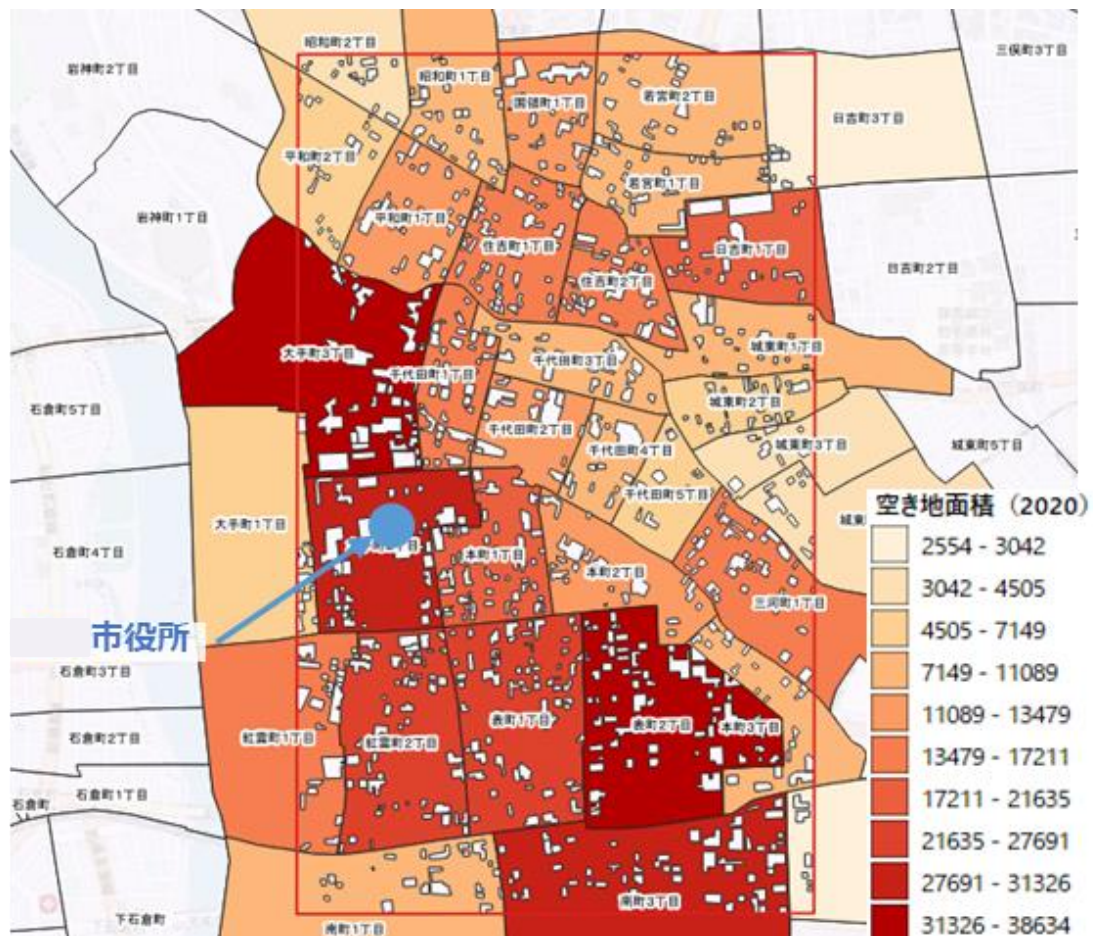 昭和町2丁目
三俣町3丁目
岩神町2丁目
昭和町1丁目
国領町1丁目
若宮町2丁目
日吉町3丁目
平和町2丁目
若宮町1丁目
岩神町1丁目
平和町1丁目
住吉町1丁目
日吉町1丁目
日吉町2丁目
住吉町2丁目
大手町3丁目
城東町1丁目
千代田町3丁目
千代田町1丁目
石倉町5丁目
城東町2丁目
千代田町2丁目
城東町3丁目
城東町5丁目
千代田町4丁目
千代田町5丁目
大手町1丁目
城東
石倉町4丁目
本町1丁目
本町2丁目
三河町1丁目
市役所
石倉町3丁目
表町1丁目
表町2丁目
本町3丁目
石倉町2丁目
紅雲町1丁目
紅雲町2丁目
石倉町1丁目
石倉町
南町3丁目
下石倉町
南町1丁目
空き地面積（2020）
2554 - 3042
3042 - 4505
4505 - 7149
7149 - 11089
11089 - 13479
13479 - 17211
17211 - 21635
21635 - 27691
27691 - 31326
31326 - 38634